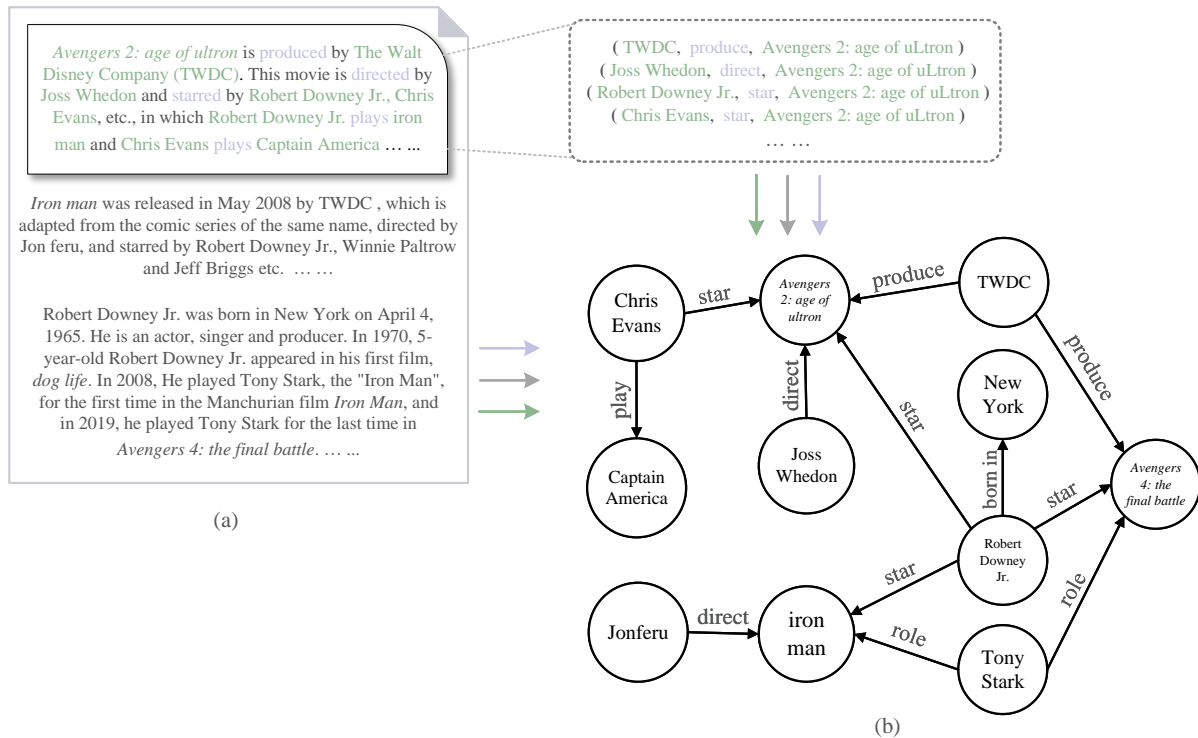 Avengers 2: age of ultron is produced by The Walt
Disney Company (TWDC). This movie is directed by
Joss Whedon and starred by Robert Downey Jr., Chris
Evans, etc., in which Robert Downey Jr. plays iron
man and Chris Evans plays Captain America … ...
Iron man was released in May 2008 by TWDC , which is
adapted from the comic series of the same name, directed by
Jon feru, and starred by Robert Downey Jr., Winnie Paltrow
and Jeff Briggs etc. … …
Robert Downey Jr. was born in New York on April 4,
1965. He is an actor, singer and producer. In 1970, 5-
year-old Robert Downey Jr. appeared in his first film,
dog life. In 2008, He played Tony Stark, the "Iron Man",
for the first time in the Manchurian film Iron Man, and
in 2019, he played Tony Stark for the last time in
Avengers 4: the final battle. … ...
(a)
( TWDC, produce, Avengers 2: age of uLtron )
( Joss Whedon, direct, Avengers 2: age of uLtron )
( Robert Downey Jr., star, Avengers 2: age of uLtron )
( Chris Evans, star, Avengers 2: age of uLtron )
… …
Chris
Evans
star
Avengers
2: age of
ultron
produce
TWDC
play
direct
star
New
York
produce
Captain
America
Joss
Whedon
born in
star
Avengers
4: the
final battle
Robert
Downey
Jr.
star
role
Jonferu
direct
iron
man
role
Tony
Stark
(b)